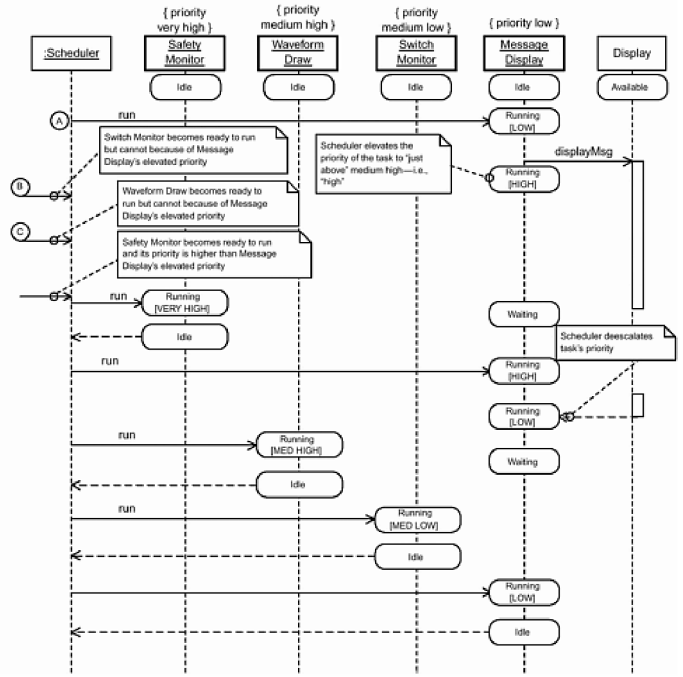 { priority
very high }
{ priority
medium high }
{ priority
medium low }
{ priority low }
:Scheduler
Safety
Monitor
Waveform
Draw
Switch
Monitor
Message
Display
Display
Idle
Idle
Idle
Idle
Available
A
run
Running
[LOW]
Switch Monitor becomes ready to run
but cannot because of Message
Display's elevated priority
Scheduler elevates the
priority of the task to "just
above" medium high—i.e.,
"high"
displayMsg
Running
[HIGH]
B
Waveform Draw becomes ready to
run but cannot because of Message
Display's elevated priority
C
Safety Monitor becomes ready to run
and its priority is higher than Message
Display's elevated priority
run
Running
[VERY HIGH]
Waiting
Idle
Scheduler deescalates
task's priority
run
Running
[HIGH]
Running
[LOW]
run
Running
[MED HIGH]
Waiting
Idle
run
Running
[MED LOW]
Idle
Running
[LOW]
Idle